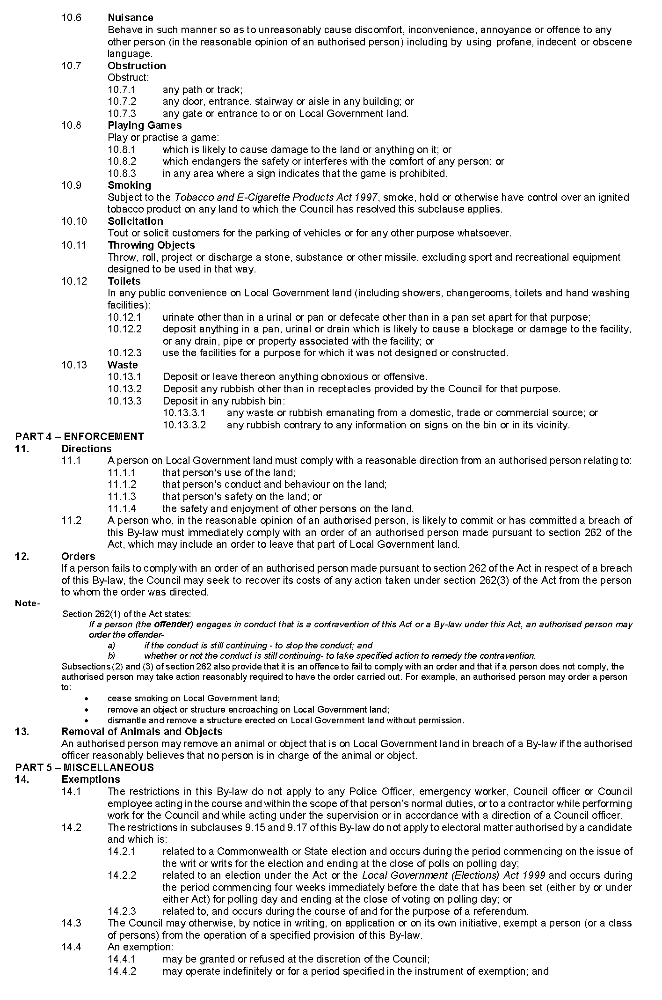 10.6 Nuisance
Behave in such manner so as to unreasonably cause discomfort, inconvenience, annoyance or offence to any
other person (in the reasonable opinion of an authorised person) including by using profane, indecent or obscene
language.
10.7 Obstruction
Obstruct:
10.7.1 any path or track;
10.7.2 any door, entrance, stairway or aisle in any building; or
10.7.3 any gate or entrance to or on Local Government land.
10.8 Playing Games
Play or practise a game:
10.8.1 which is likely to cause damage to the land or anything on it; or
10.8.2 which endangers the safety or interferes with the comfort of any person; or
10.8.3 in any area where a sign indicates that the game is prohibited.
10.9 Smoking
Subject to the Tobacco and E-Cigarette Products Act 1997, smoke, hold or otherwise have control over an ignited
tobacco product on any land to which the Council has resolved this subclause applies.
10.10 Solicitation
Tout or solicit customers for the parking of vehicles or for any other purpose whatsoever.
10.11 Throwing Objects
Throw, roll, project or discharge a stone, substance or other missile, excluding sport and recreational equipment
designed to be used in that way.
10.12 Toilets
In any public convenience on Local Government land (including showers, changerooms, toilets and hand washing
facilities):
10.12.1 urinate other than in a urinal or pan or defecate other than in a pan set apart for that purpose;
10.12.2 deposit anything in a pan, urinal or drain which is likely to cause a blockage or damage to the facility,
or any drain, pipe or property associated with the facility; or
10.12.3 use the facilities for a purpose for which it was not designed or constructed.
10.13 Waste
10.13.1 Deposit or leave thereon anything obnoxious or offensive.
10.13.2 Deposit any rubbish other than in receptacles provided by the Council for that purpose.
10.13.3 Deposit in any rubbish bin:
10.13.3.1 any waste or rubbish emanating from a domestic, trade or commercial source; or
10.13.3.2 any rubbish contrary to any information on signs on the bin or in its vicinity.
PART 4 – ENFORCEMENT
11. Directions
11.1 A person on Local Government land must comply with a reasonable direction from an authorised person relating to:
11.1.1 that person's use of the land;
11.1.2 that person's conduct and behaviour on the land;
11.1.3 that person's safety on the land; or
11.1.4 the safety and enjoyment of other persons on the land.
11.2 A person who, in the reasonable opinion of an authorised person, is likely to commit or has committed a breach of
this By-law must immediately comply with an order of an authorised person made pursuant to section 262 of the
Act, which may include an order to leave that part of Local Government land.
12. Orders
If a person fails to comply with an order of an authorised person made pursuant to section 262 of the Act in respect of a breach
of this By-law, the Council may seek to recover its costs of any action taken under section 262(3) of the Act from the person
to whom the order was directed.
Note-
Section 262(1) of the Act states:
If a person (the offender) engages in conduct that is a contravention of this Act or a By-law under this Act, an authorised person may
order the offender-
a) if the conduct is still continuing - to stop the conduct; and
b) whether or not the conduct is still continuing- to take specified action to remedy the contravention.
Subsections (2) and (3) of section 262 also provide that it is an offence to fail to comply with an order and that if a person does not comply, the
authorised person may take action reasonably required to have the order carried out. For example, an authorised person may order a person
to:
• cease smoking on Local Government land;
• remove an object or structure encroaching on Local Government land;
• dismantle and remove a structure erected on Local Government land without permission.
13. Removal of Animals and Objects
An authorised person may remove an animal or object that is on Local Government land in breach of a By-law if the authorised
officer reasonably believes that no person is in charge of the animal or object.
PART 5 – MISCELLANEOUS
14. Exemptions
14.1 The restrictions in this By-law do not apply to any Police Officer, emergency worker, Council officer or Council
employee acting in the course and within the scope of that person’s normal duties, or to a contractor while performing
work for the Council and while acting under the supervision or in accordance with a direction of a Council officer.
14.2 The restrictions in subclauses 9.15 and 9.17 of this By-law do not apply to electoral matter authorised by a candidate
and which is:
14.2.1 related to a Commonwealth or State election and occurs during the period commencing on the issue of
the writ or writs for the election and ending at the close of polls on polling day;
14.2.2 related to an election under the Act or the Local Government (Elections) Act 1999 and occurs during
the period commencing four weeks immediately before the date that has been set (either by or under
either Act) for polling day and ending at the close of voting on polling day; or
14.2.3 related to, and occurs during the course of and for the purpose of a referendum.
14.3 The Council may otherwise, by notice in writing, on application or on its own initiative, exempt a person (or a class
of persons) from the operation of a specified provision of this By-law.
14.4 An exemption:
14.4.1 may be granted or refused at the discretion of the Council;
14.4.2 may operate indefinitely or for a period specified in the instrument of exemption; and